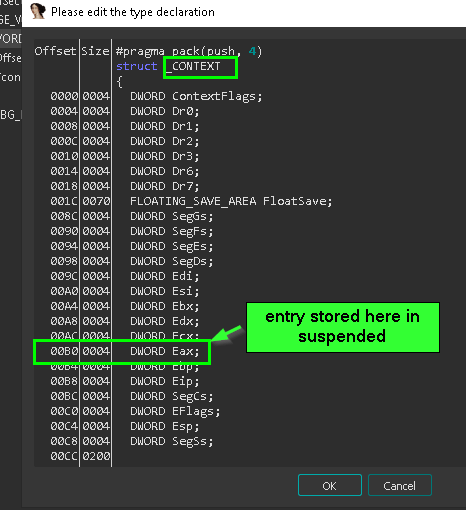 Please edit the type declaration
nsec
GE_V
VORD
Offse
con
BG_
Offset Size #pragma pack(push, 4)
struct _CONTEXT
{
0000 0004 DWORD ContextFlags;
0004 0004 DWORD Dr0;
0008 0004 DWORD Dr1;
000C 0004 DWORD Dr2;
0010 0004 DWORD Dr3;
0014 0004 DWORD Dr6;
0018 0004 DWORD Dr7;
001C 0070 FLOATING_SAVE_AREA FloatSave;
008C 0004 DWORD SegGs;
0090 0004 DWORD SegFs;
0094 0004 DWORD SegEs;
0098 0004 DWORD SegDs;
009C 0004 DWORD Edi;
00A0 0004 DWORD Esi;
00A4 0004 DWORD Ebx;
00A8 0004 DWORD Edx;
00AC 0004 DWORD Ecx;
00B0 0004 DWORD Eax;
00B4 0004 DWORD Ebp;
00B8 0004 DWORD Eip;
00BC 0004 DWORD SegCs;
00C0 0004 DWORD EFlags;
00C4 0004 DWORD Esp;
00C8 0004 DWORD SegSs;
00CC 0200
entry stored here in
suspended
OK Cancel